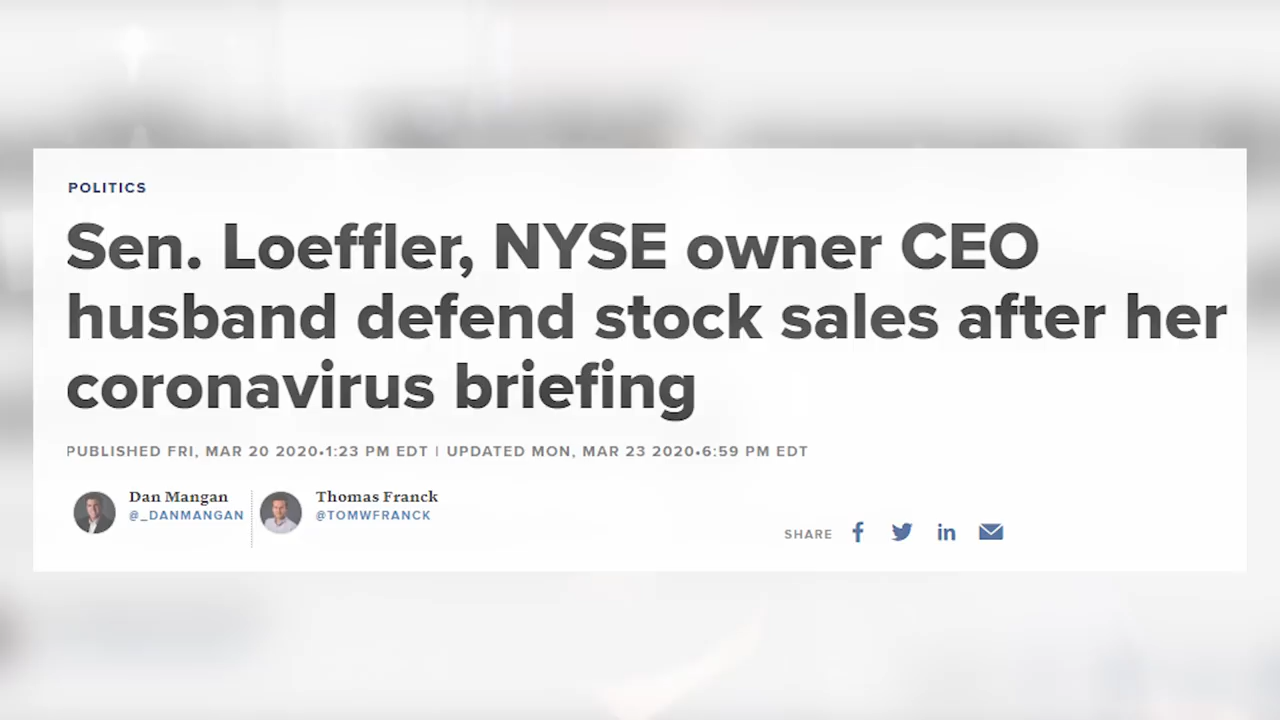 POLITICS
Sen. Loeffler, NYSE owner CEO
husband defend stock sales after her
coronavirus briefing
PUBLISHED FRI, MAR 20 2020•1:23 PM EDT | UPDATED MON, MAR 23 2020•6:59 PM EDT
Dan Mangan
@_DANMANGAN
Thomas Franck
@TOMWFRANCK
SHARE